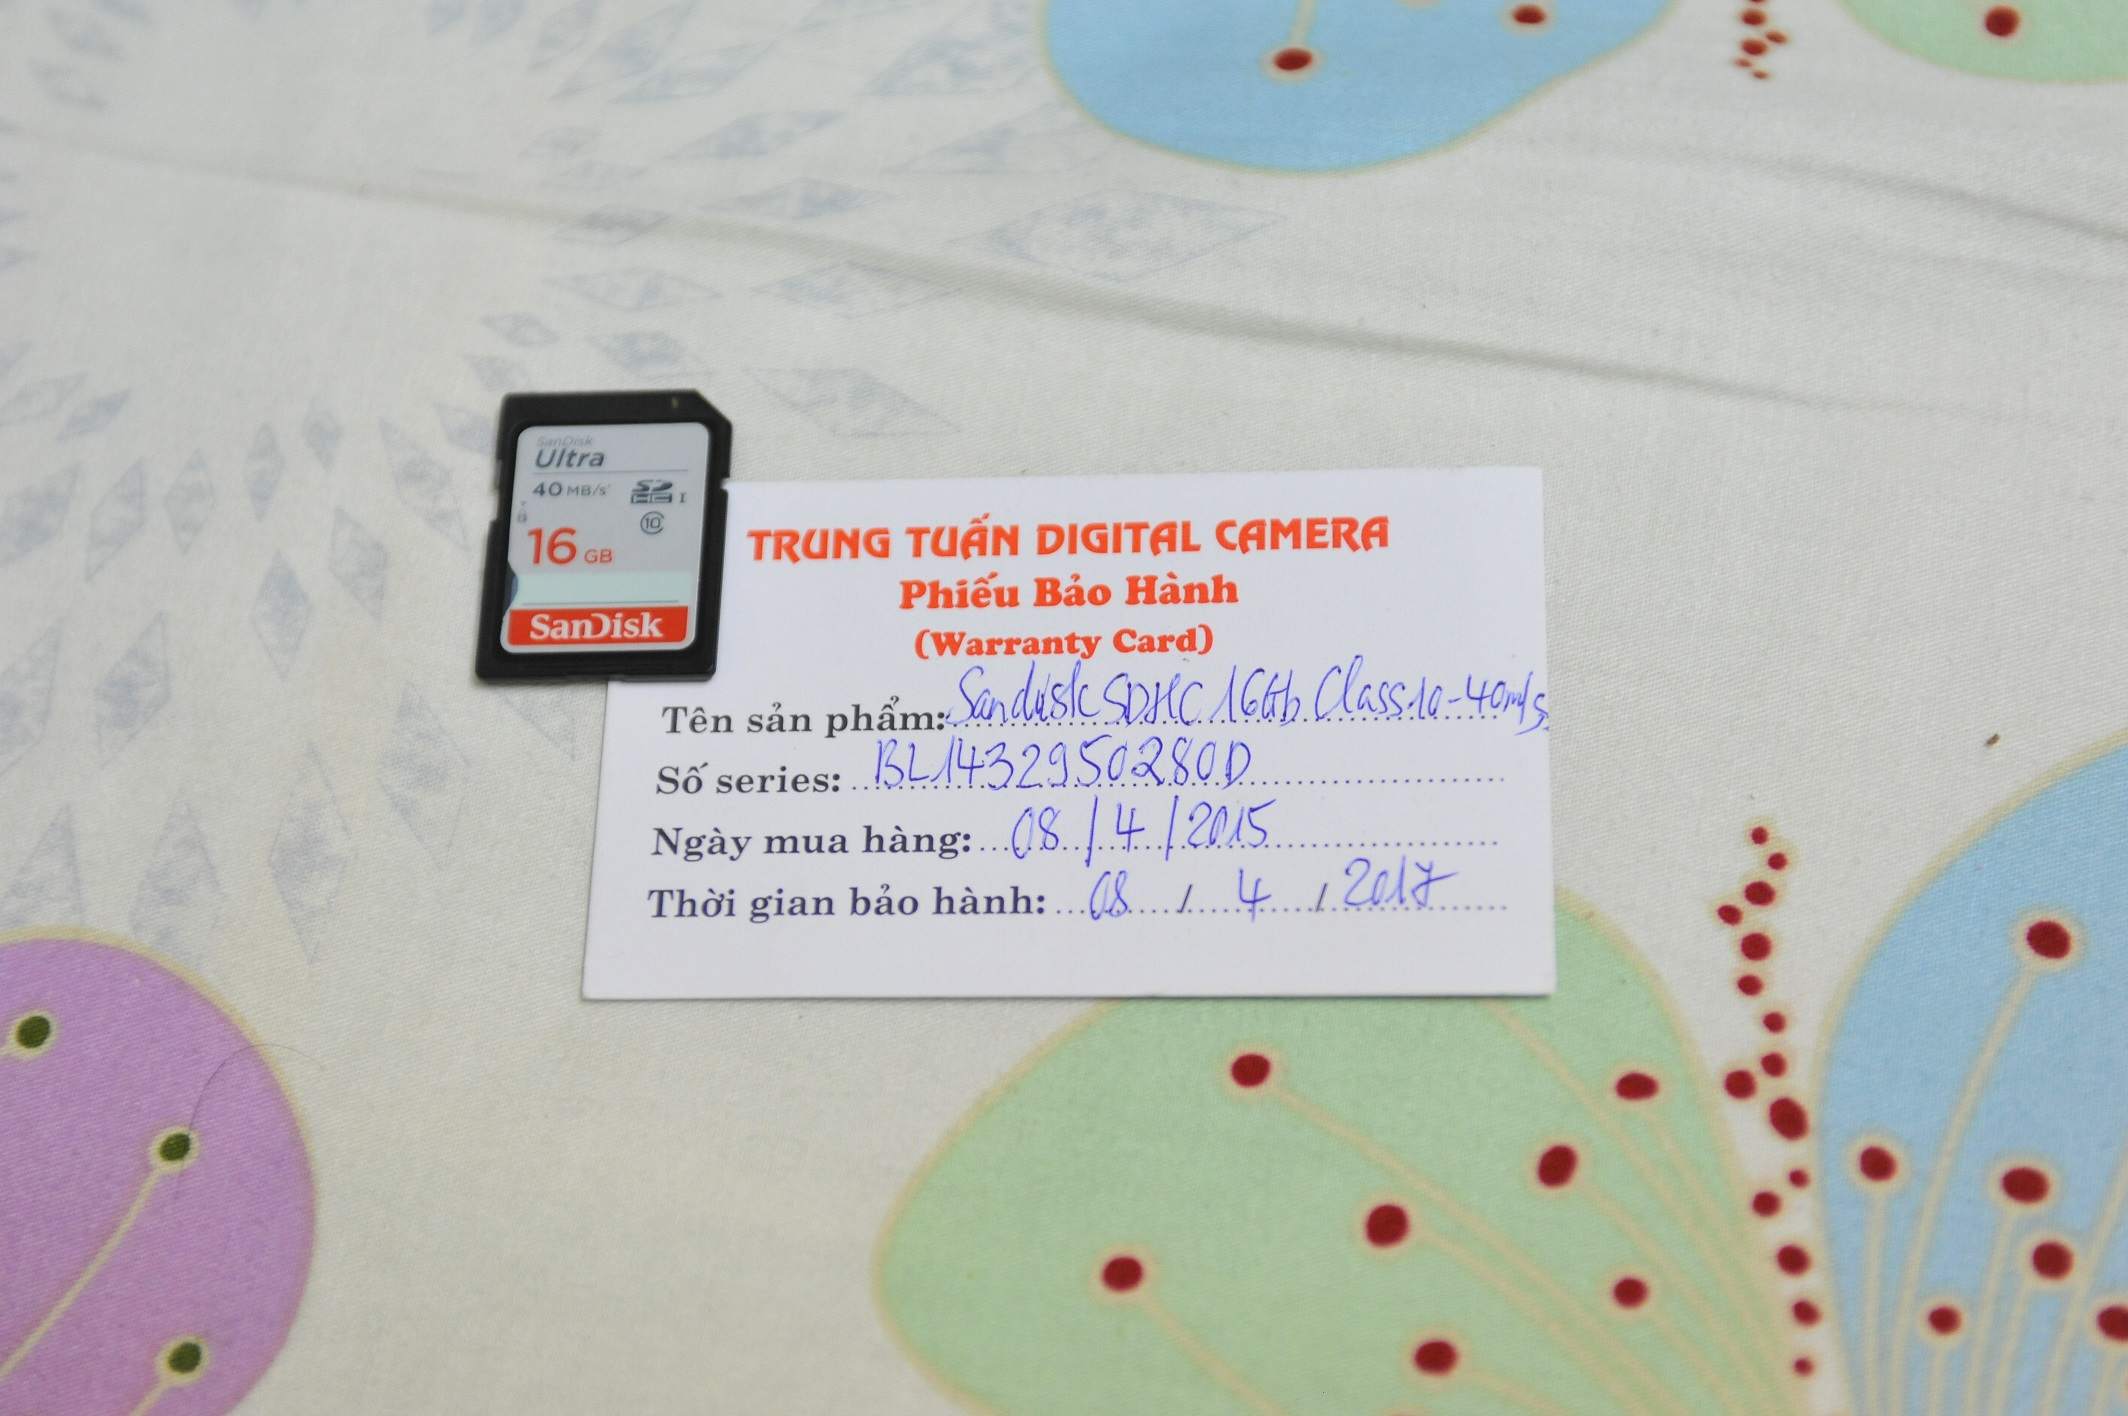 SanDisk
Ultra
40 MB/s
SD HC I
10
16 GB
SanDisk
TRUNG TUẤN DIGITAL CAMERA
Phiếu Bảo Hành
(Warranty Card)
Tên sản phẩm: Sandisk SDHC 16Gb Class 10 - 40m/s
Số series: BL1432950280D
Ngày mua hàng: 08 / 4 / 2015
Thời gian bảo hành: 08 / 4 / 2017